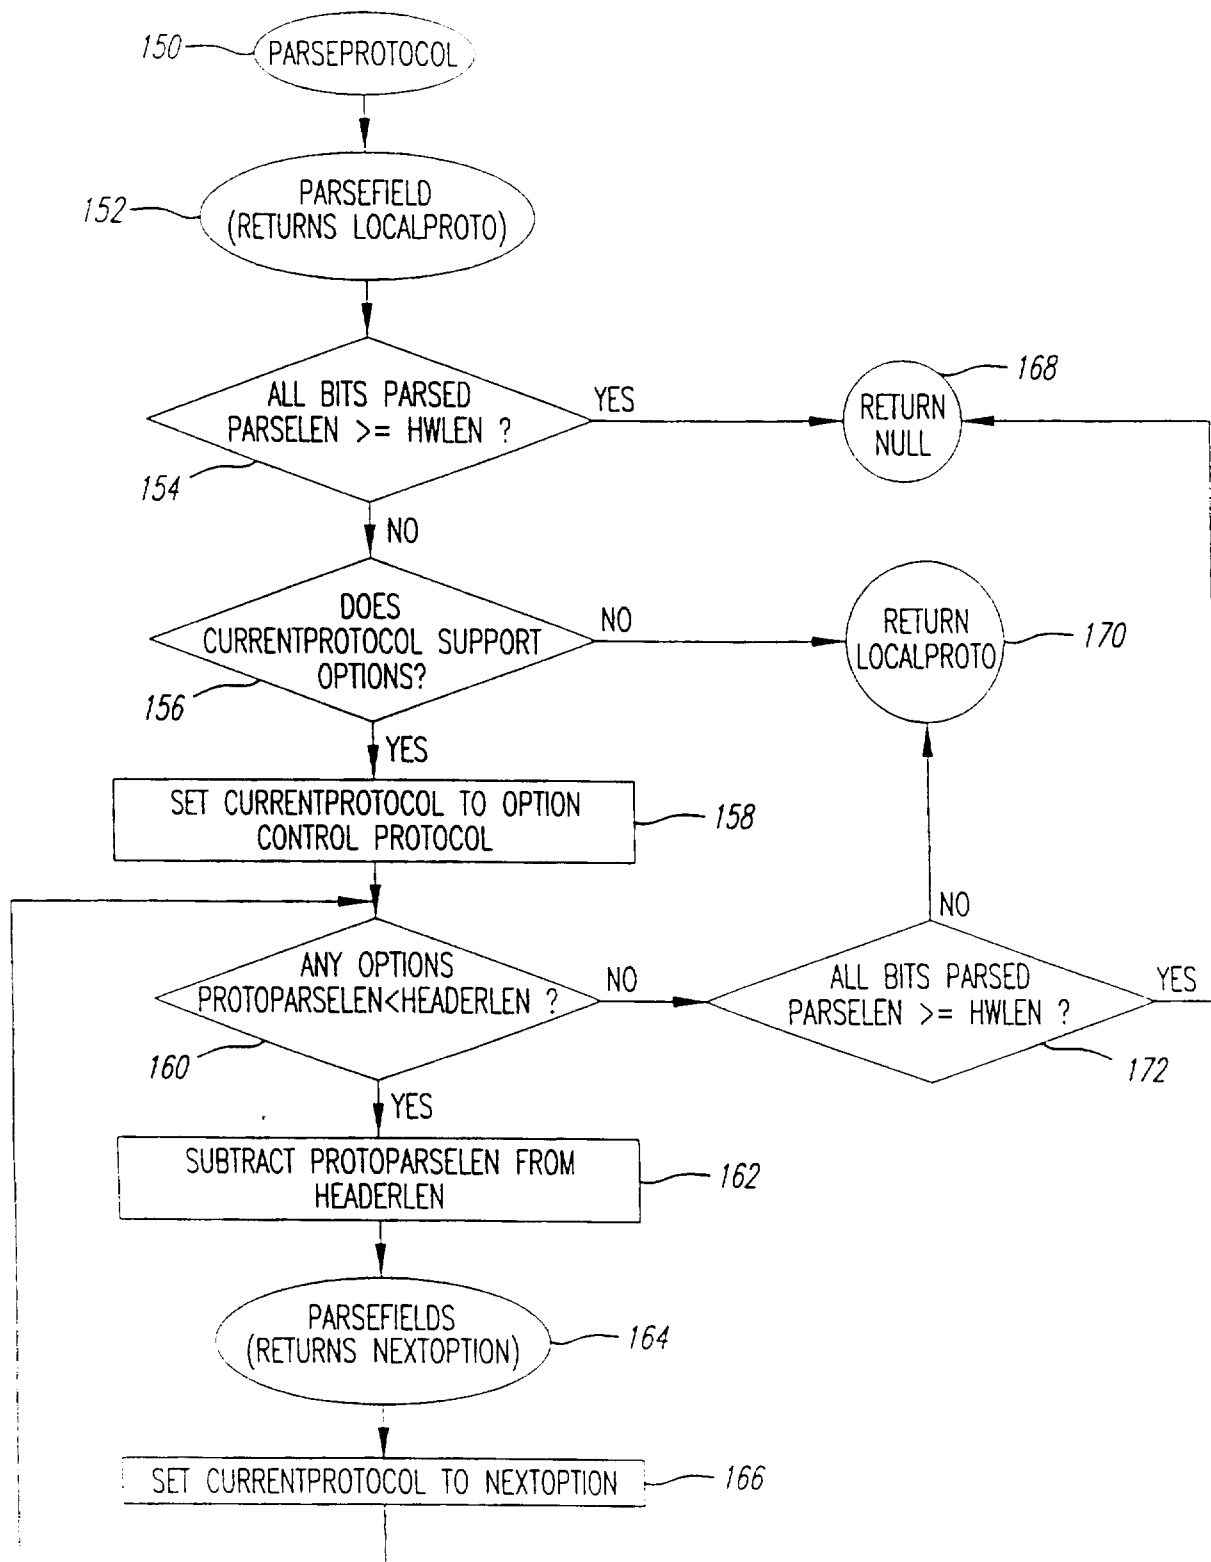 150
PARSEPROTOCOL
152
PARSEFIELD
(RETURNS LOCALPROTO)
ALL BITS PARSED
PARSELEN >= HWLEN ?
154
YES
168
RETURN
NULL
NO
DOES
CURRENTPROTOCOL SUPPORT
OPTIONS?
156
NO
RETURN
LOCALPROTO
170
YES
SET CURRENTPROTOCOL TO OPTION
CONTROL PROTOCOL
158
ANY OPTIONS
PROTOPARSELEN<HEADERLEN ?
160
NO
NO
ALL BITS PARSED
PARSELEN >= HWLEN ?
172
YES
YES
SUBTRACT PROTOPARSELEN FROM
HEADERLEN
162
PARSEFIELDS
(RETURNS NEXTOPTION)
164
SET CURRENTPROTOCOL TO NEXTOPTION
166